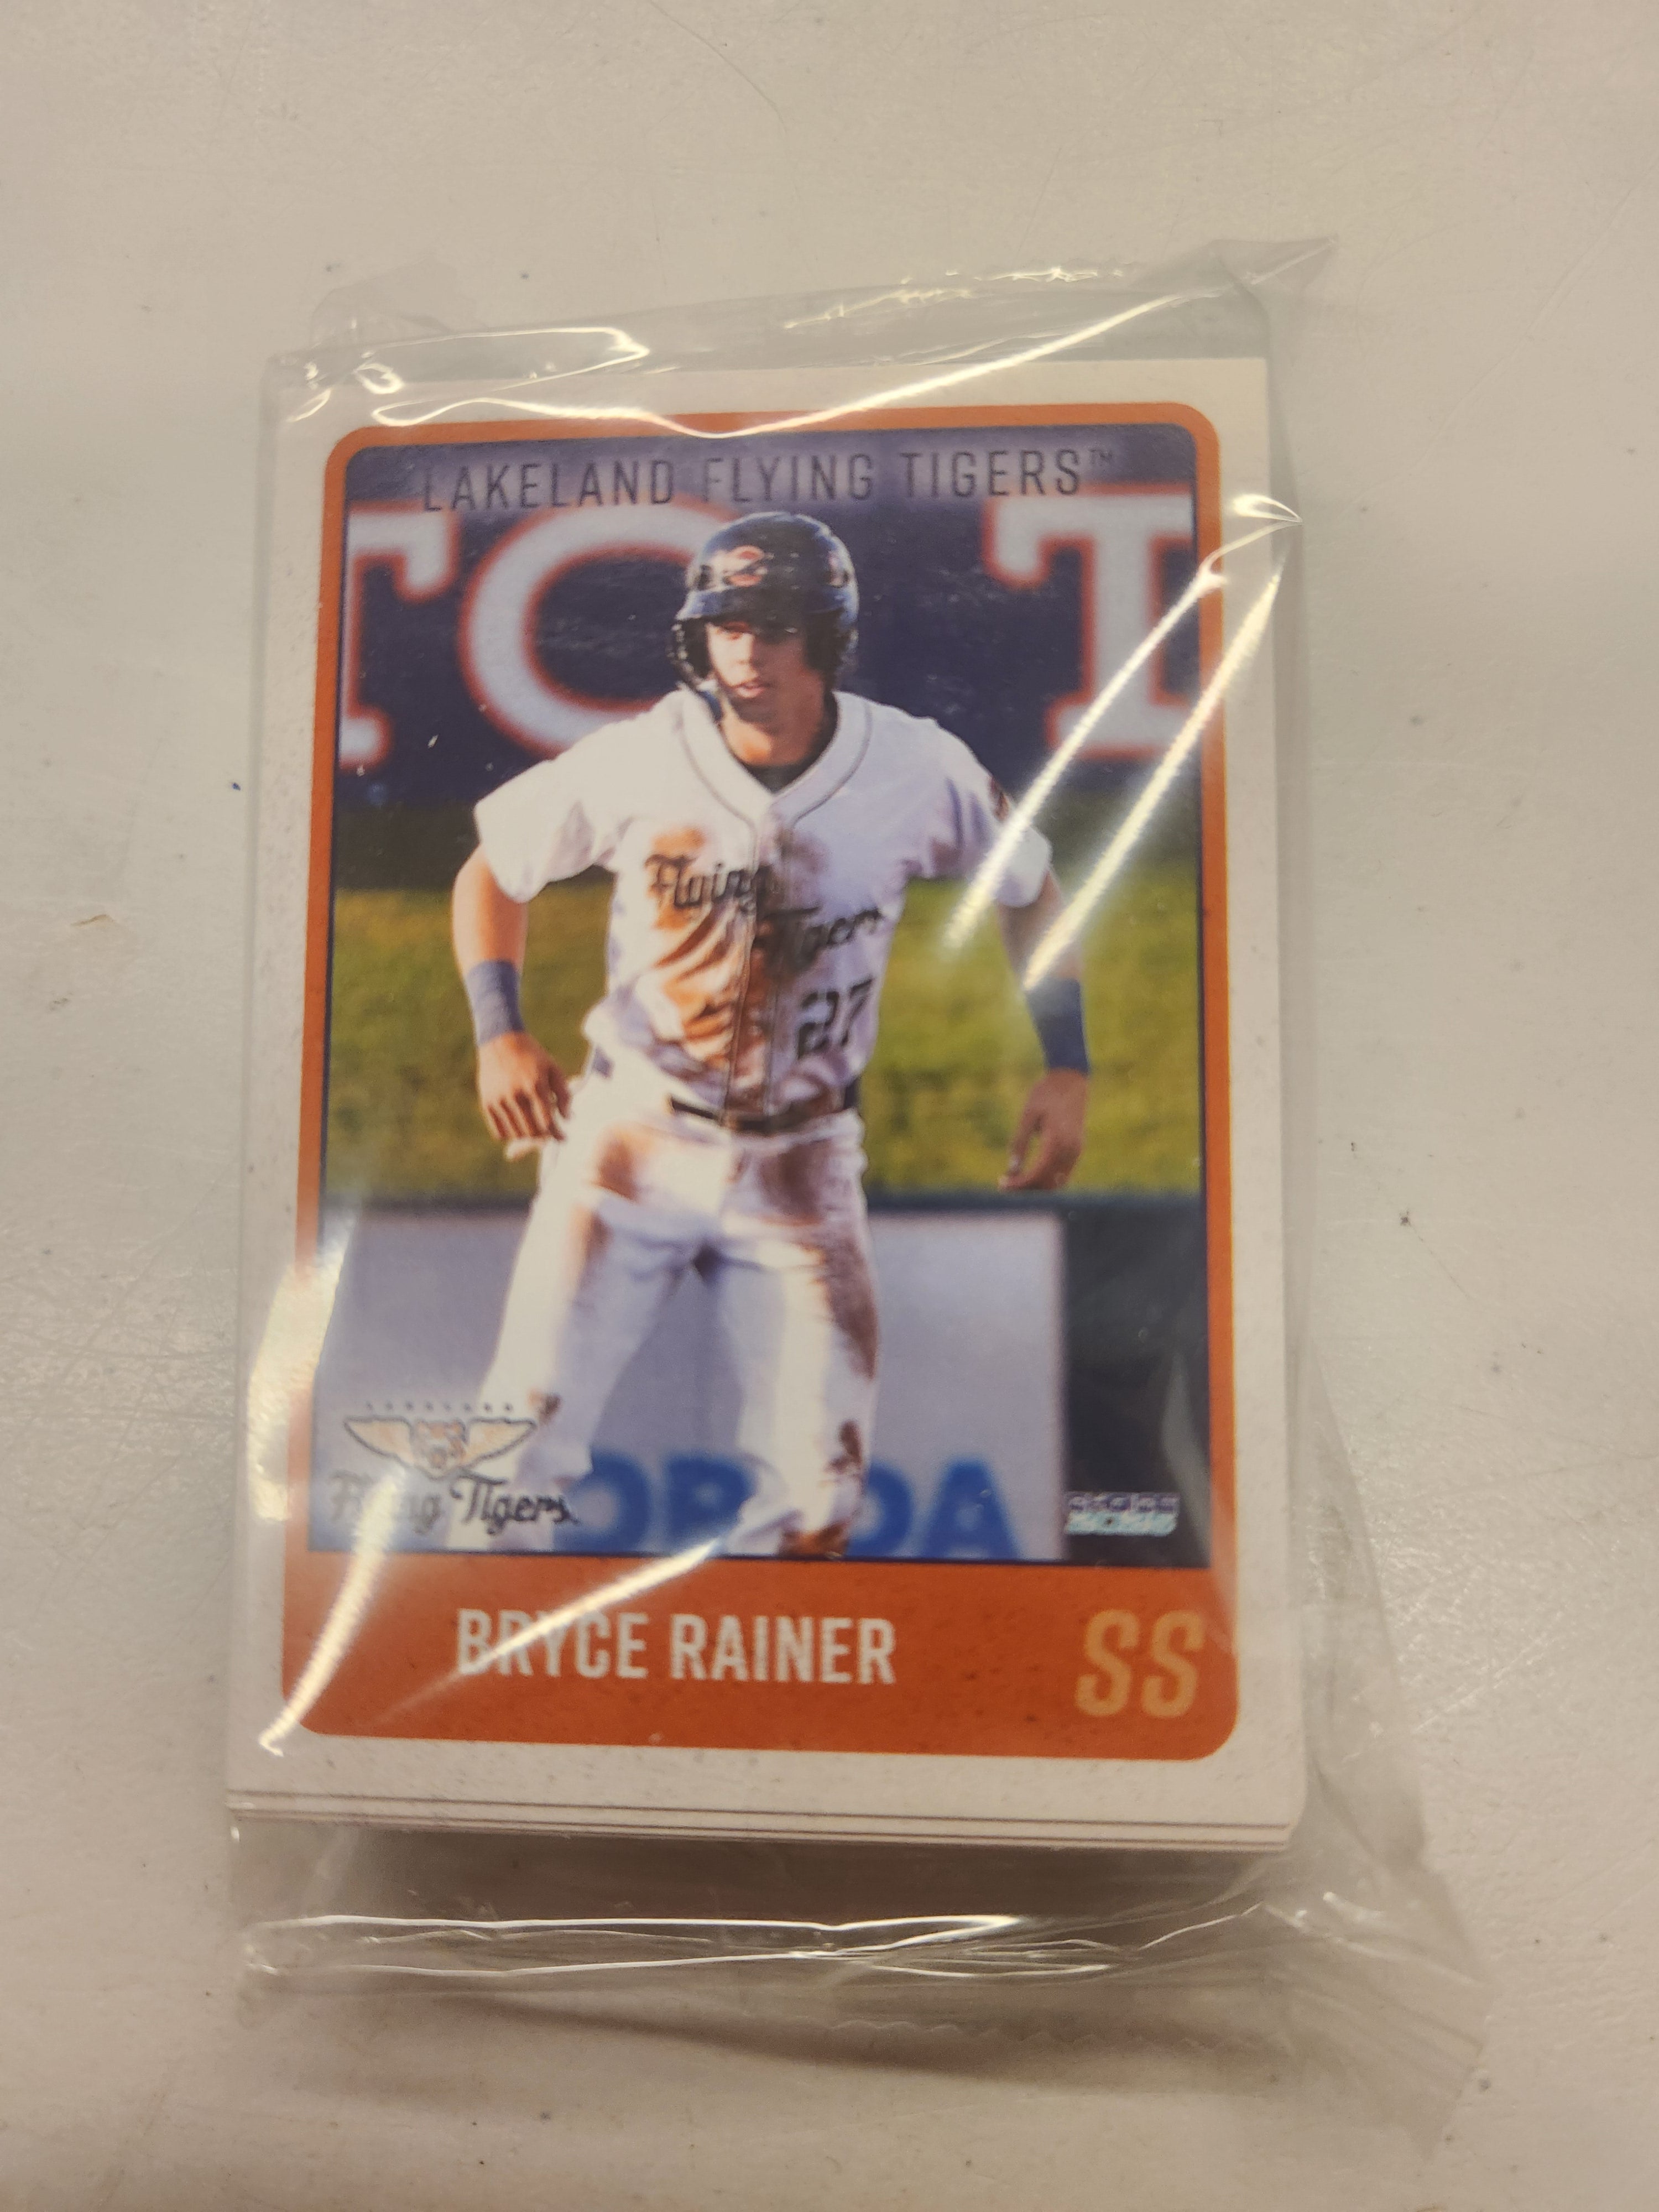 LAKELAND FLYING TIGERS™
Flying
Tigers
27
Flying Tigers
BRYCE RAINER
SS